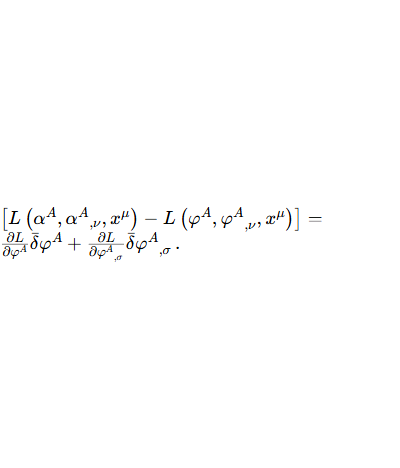 [L (α^A, α^A_{,ν}, x^μ) − L (φ^A, φ^A_{,ν}, x^μ)] =
∂L/∂φ^A δ̄φ^A + ∂L/∂φ^A_{,σ} δ̄φ^A_{,σ} .